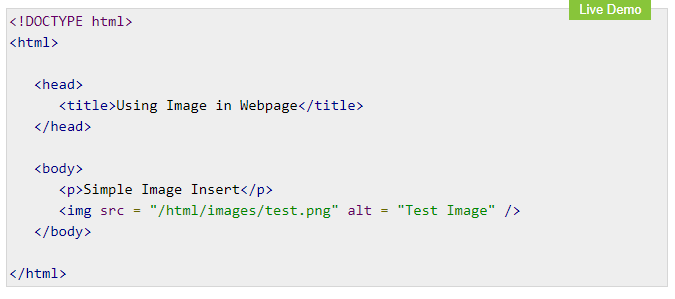 Live Demo
<!DOCTYPE html>
<html>
<head>
<title>Using Image in Webpage</title>
</head>
<body>
<p>Simple Image Insert</p>
<img src = "/html/images/test.png" alt = "Test Image" />
</body>
</html>